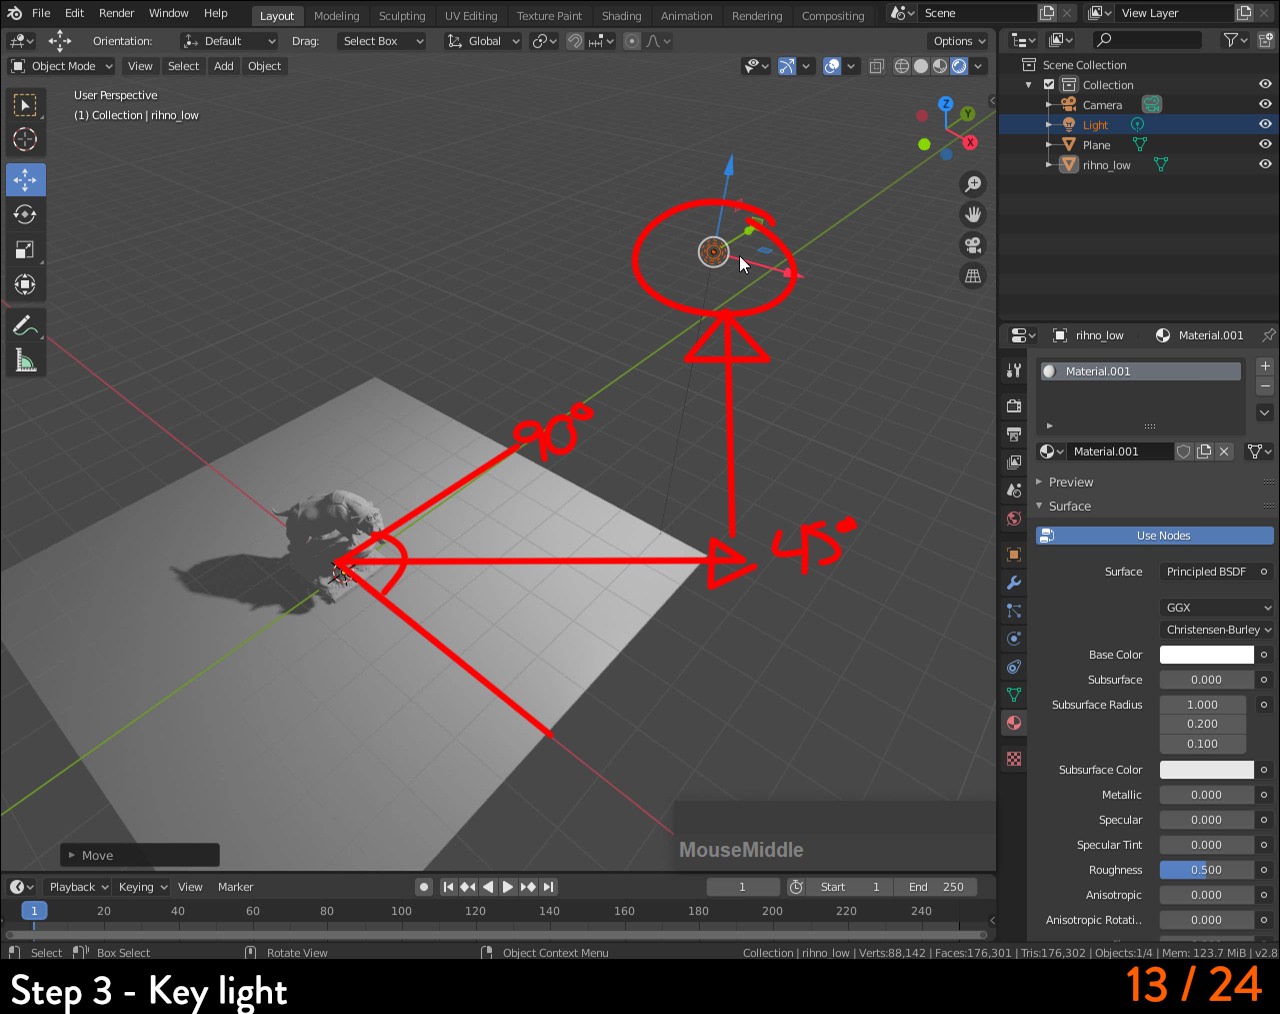 File Edit Render Window Help Layout Modeling Sculpting UV Editing Texture Paint Shading Animation Rendering Compositing Scene View Layer
Orientation: Default Drag: Select Box Global Options
Object Mode View Select Add Object
User Perspective
(1) Collection | rihno_low
Z
Y
X
90°
45°
Move
MouseMiddle
Scene Collection
Collection
Camera
Light
Plane
rihno_low
rihno_low Material.001
Material.001
Material.001
Preview
Surface
Use Nodes
Surface Principled BSDF
GGX
Christensen-Burley
Base Color
Subsurface 0.000
Subsurface Radius 1.000
0.200
0.100
Subsurface Color
Metallic 0.000
Specular 0.000
Specular Tint 0.000
Roughness 0.500
Anisotropic 0.000
Anisotropic Rotati.. 0.000
Playback Keying View Marker 1 Start 1 End 250
1 20 40 60 80 100 120 140 160 180 200 220 240
Select Box Select Rotate View Object Context Menu Collection | rihno_low | Verts:88,142 | Faces:176,301 | Tris:176,302 | Objects:1/4 | Mem: 123.7 MiB | v2.8
Step 3 - Key light 13 / 24